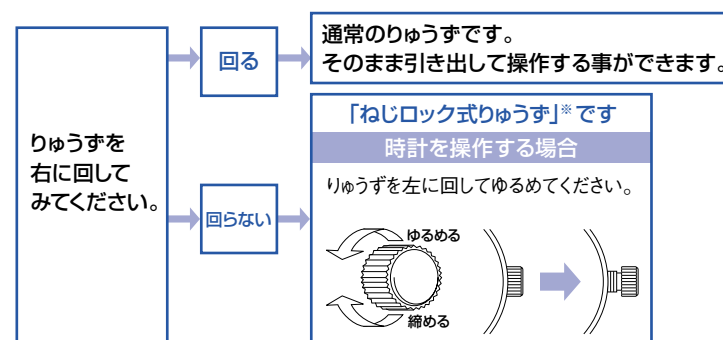 りゅうずを
右に回して
みてください。
回る
通常のりゅうずです。
そのまま引き出して操作する事ができます。
回らない
「ねじロック式りゅうず」※です
時計を操作する場合
りゅうずを左に回してゆるめてください。
ゆるめる
締める